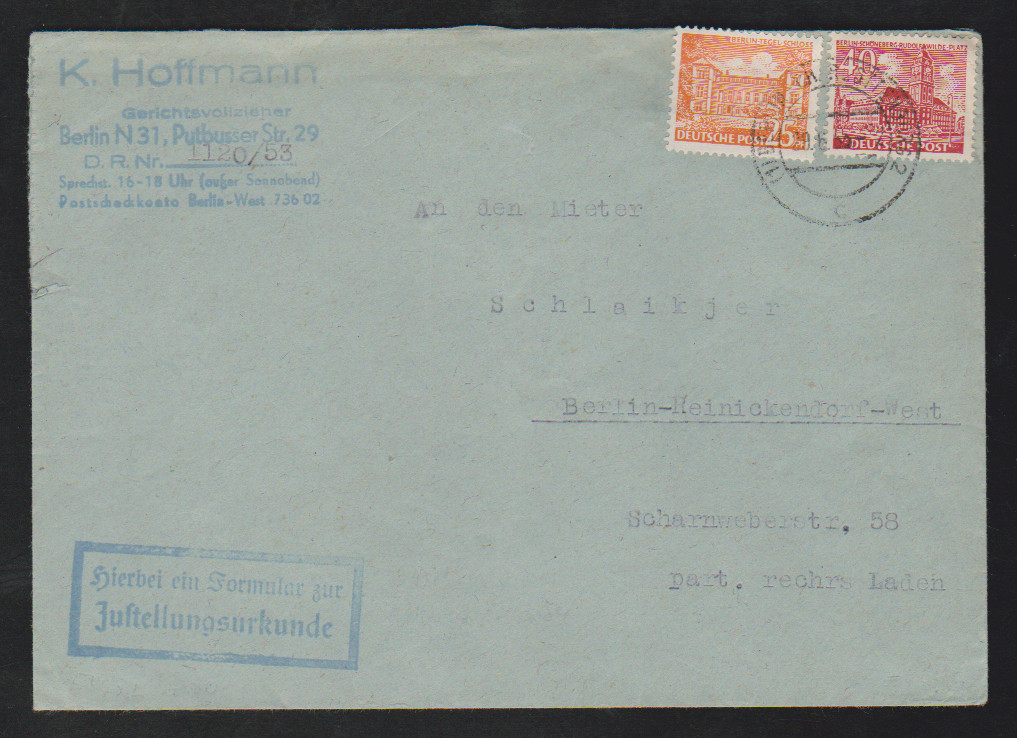 K. Hoffmann
Gerichtsvollzieher
Berlin N 31, Putbusser Str. 29
D. R. Nr. 1120/53
Sprechst. 16-18 Uhr (außer Sonnabend)
Postscheckkonto Berlin-West 736 02
BERLIN-TEGEL·SCHLOSS
25 PF
DEUTSCHE POST
BERLIN-SCHÖNEBERG·RUDOLF-WILDE-PLATZ
40
DEUTSCHE POST
c
An den Mieter
Schlaikjer
Berlin-Reinickendorf-West
Scharnweberstr. 58
part. rechrs Laden
Hierbei ein Formular zur
Zustellungsurkunde